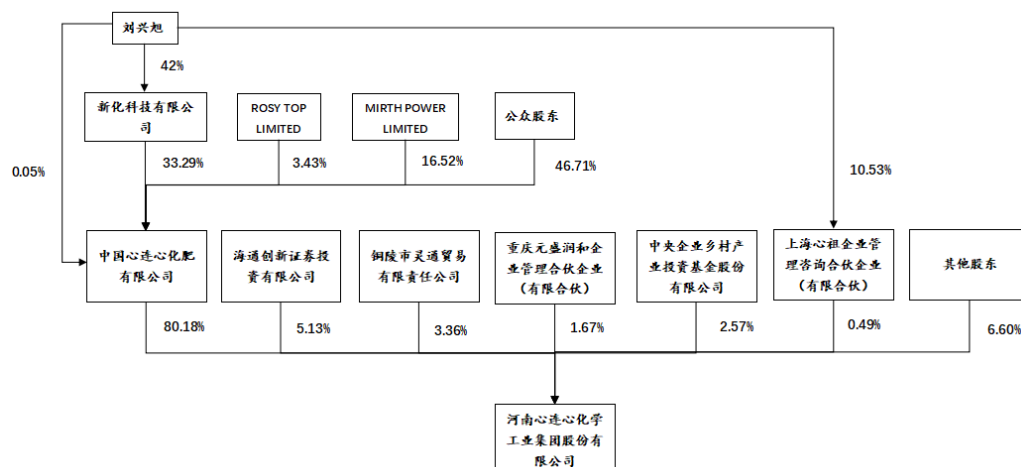 刘兴旭
42%
新化科技有限公
司
ROSY TOP
LIMITED
MIRTH POWER
LIMITED
公众股东
0.05%
33.29%
3.43%
16.52%
46.71%
10.53%
中国心连心化肥
有限公司
海通创新证券投
资有限公司
铜陵市灵通贸易
有限责任公司
重庆元盛润和企
业管理合伙企业
（有限合伙）
中央企业乡村产
业投资基金股份
有限公司
上海心祖企业管
理咨询合伙企业
（有限合伙）
其他股东
80.18%
5.13%
3.36%
1.67%
2.57%
0.49%
6.60%
河南心连心化学
工业集团股份有
限公司